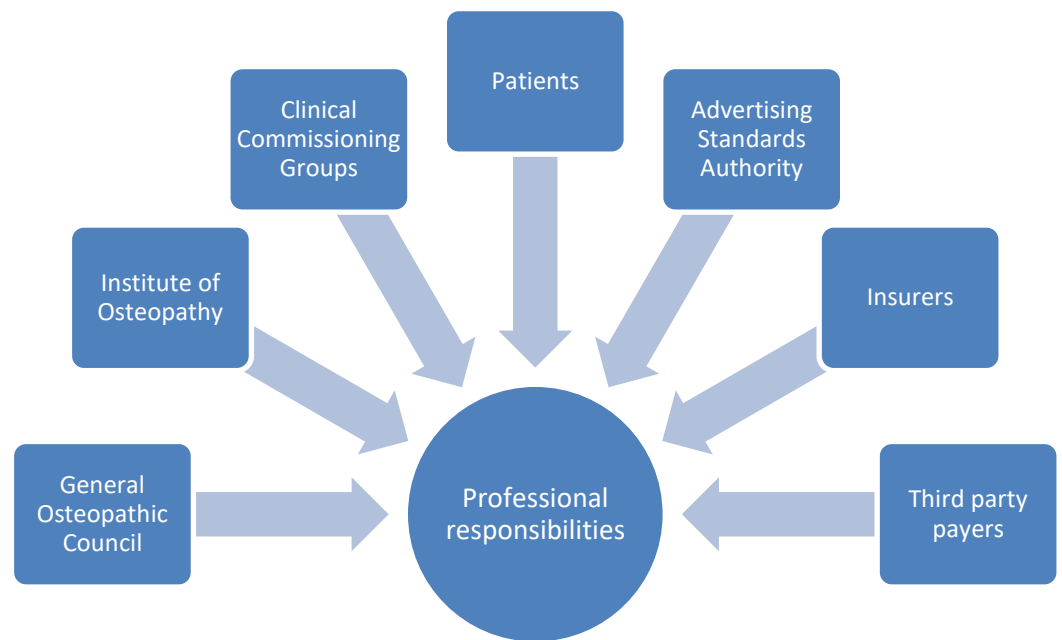 Patients
Clinical
Commissioning
Groups
Advertising
Standards
Authority
Institute of
Osteopathy
Insurers
General
Osteopathic
Council
Professional
responsibilities
Third party
payers